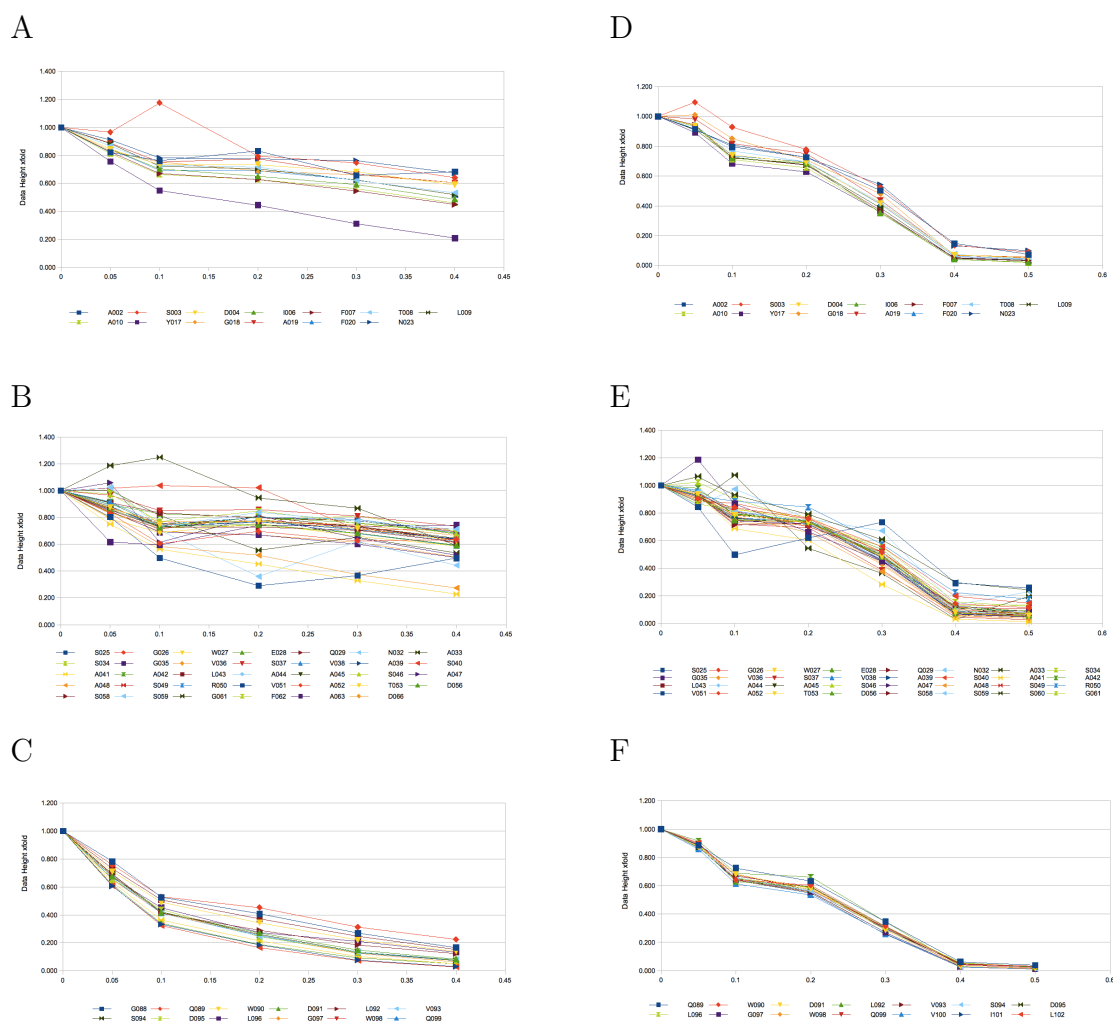 A
Data Height xfold
1.400
1.200
1.000
0.800
0.600
0.400
0.200
0.000
0 0.05 0.1 0.15 0.2 0.25 0.3 0.35 0.4 0.45
A002 S003 D004 I006 F007 T008 L009
A010 Y017 G018 A019 F020 N023
D
Data Height xfold
1.400
1.200
1.000
0.800
0.600
0.400
0.200
0.000
0 0.1 0.2 0.3 0.4 0.5 0.6
A002 S003 D004 I006 F007 T008 L009
A010 Y017 G018 A019 F020 N023
B
Data Height xfold
1.400
1.200
1.000
0.800
0.600
0.400
0.200
0.000
0 0.05 0.1 0.15 0.2 0.25 0.3 0.35 0.4 0.45
S025 G026 W027 E028 Q029 N032 A033
S034 G035 V036 S037 V038 A039 S040
A041 A042 L043 A044 A045 S046 A047
A048 S049 R050 V051 A052 T053 D056
S058 S059 G061 F062 A063 D066
E
Data Height xfold
1.400
1.200
1.000
0.800
0.600
0.400
0.200
0.000
0 0.1 0.2 0.3 0.4 0.5 0.6
S025 G026 W027 E028 Q029 N032 A033 S034
G035 V036 S037 V038 A039 S040 A041 A042
L043 A044 A045 S046 A047 A048 S049 R050
V051 A052 T053 D056 S058 S059 S060 G061
C
Data Height xfold
1.200
1.000
0.800
0.600
0.400
0.200
0.000
0 0.05 0.1 0.15 0.2 0.25 0.3 0.35 0.4 0.45
G088 Q089 W090 D091 L092 V093
S094 D095 L096 G097 W098 Q099
F
Data Height xfold
1.200
1.000
0.800
0.600
0.400
0.200
0.000
0 0.1 0.2 0.3 0.4 0.5 0.6
Q089 W090 D091 L092 V093 S094 D095
L096 G097 W098 Q099 V100 I101 L102